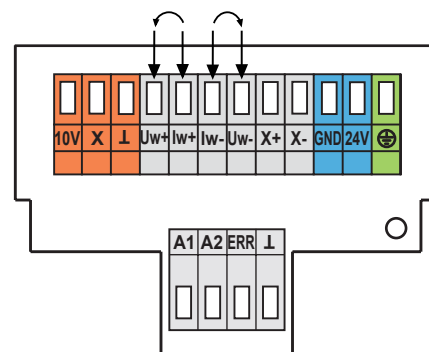 10V X ⊥ Uw+ Iw+ Iw- Uw- X+ X- GND 24V
A1 A2 ERR ⊥